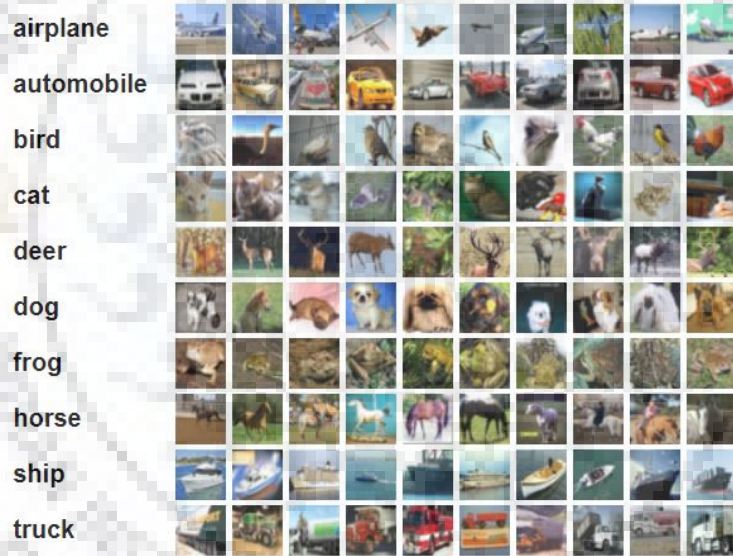 airplane
automobile
bird
cat
deer
dog
frog
horse
ship
truck